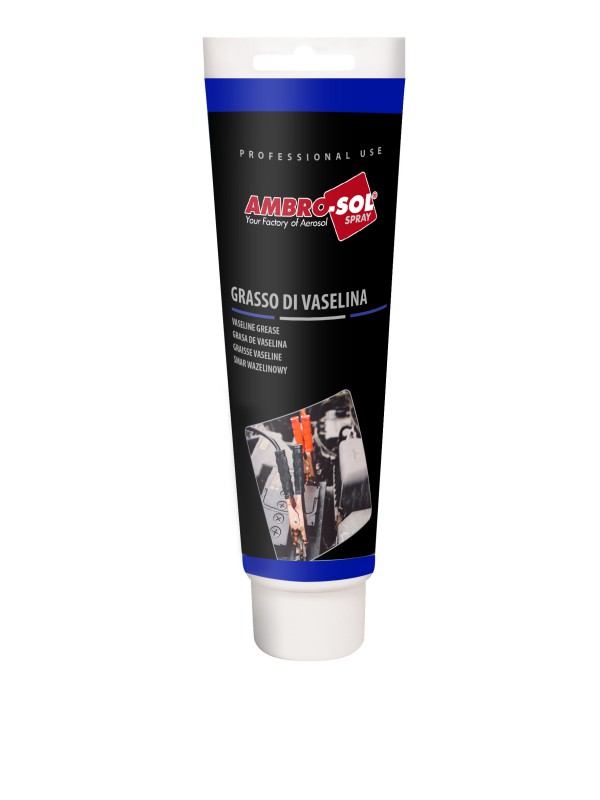 PROFESSIONAL USE
AMBRO-SOL®
SPRAY
Your Factory of Aerosol
GRASSO DI VASELINA
VASELINE GREASE
GRASA DE VASELINA
GRAISSE VASELINE
SMAR WAZELINOWY